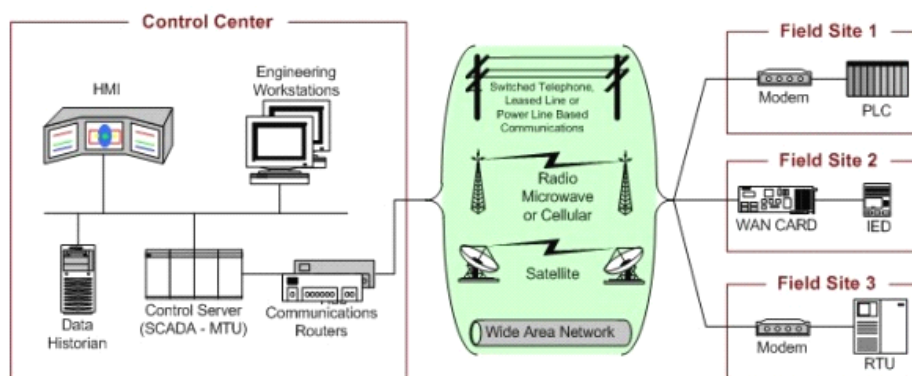 Control Center
HMI
Engineering
Workstations
Data
Historian
Control Server
(SCADA - MTU)
Communications
Routers
Switched Telephone,
Leased Line or
Power Line Based
Communications
Radio
Microwave
or Cellular
Satellite
Wide Area Network
Field Site 1
Modem
PLC
Field Site 2
WAN CARD
IED
Field Site 3
Modem
RTU